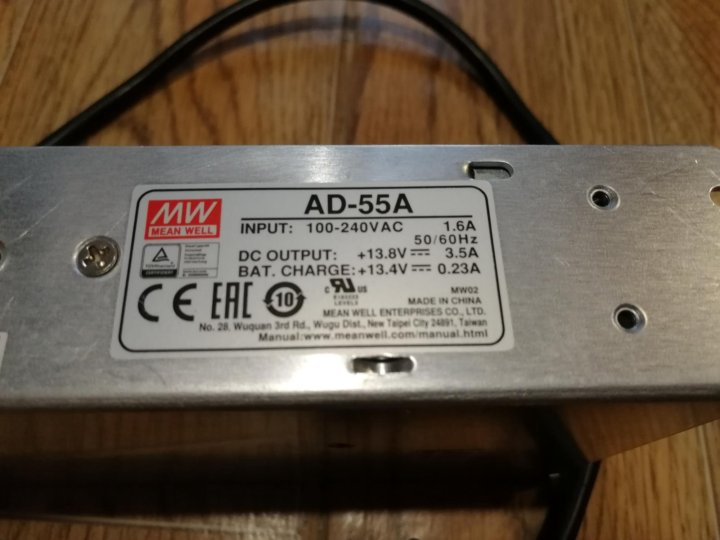 MW
MEAN WELL
AD-55A
INPUT: 100-240VAC 1.6A
50/60Hz
DC OUTPUT: +13.8V 3.5A
BAT. CHARGE: +13.4V 0.23A
CE EAC 10 c RU US
MW02
MADE IN CHINA
MEAN WELL ENTERPRISES CO., LTD.
No. 28, Wuquan 3rd Rd., Wugu Dist., New Taipei City 24891, Taiwan
Manual:www.meanwell.com/manual.html